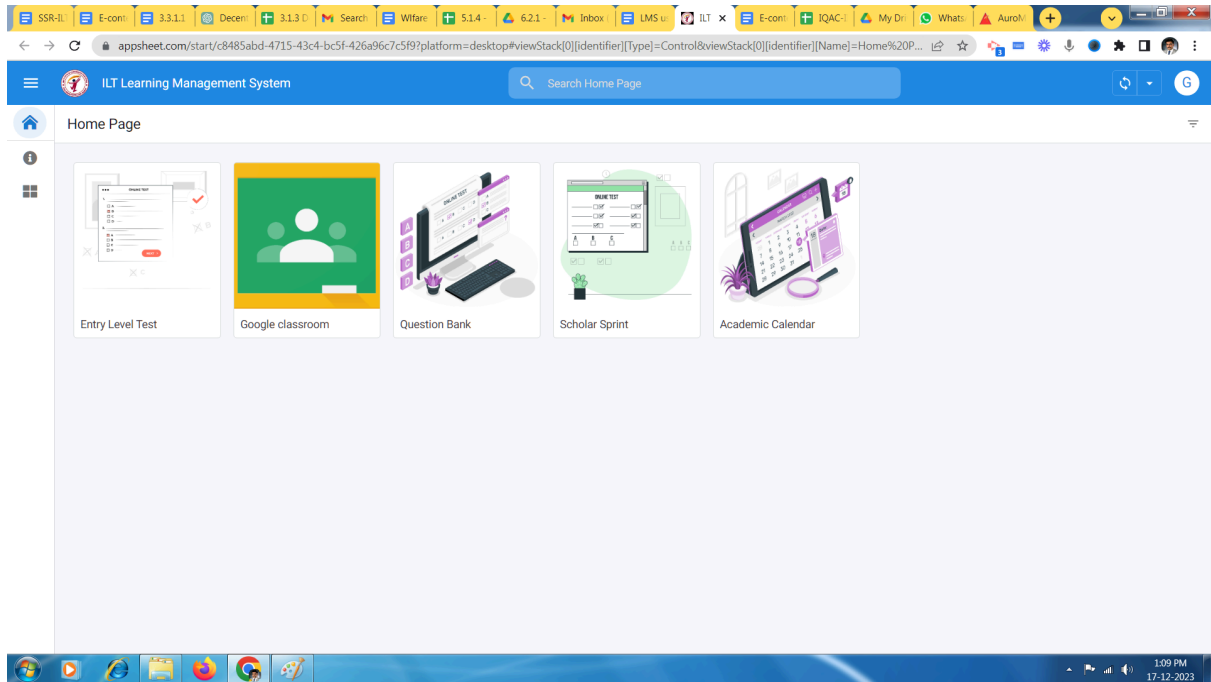 SSR-IL
E-cont
3.3.1.1
Decent
3.1.3 D
Search
WIfare
5.1.4 -
6.2.1 -
Inbox (
LMS us
ILT
E-cont
IQAC-I
My Dri
Whats
AuroM
appsheet.com/start/c8485abd-4715-43c4-bc5f-426a96c7c5f9?platform=desktop#viewStack[0][identifier][Type]=Control&viewStack[0][identifier][Name]=Home%20P...
3
ILT Learning Management System
Search Home Page
G
Home Page
ONLINE TEST
ONLINE TEST
ONLINE TEST
A
B
C
D
Entry Level Test
Google classroom
Question Bank
Scholar Sprint
Academic Calendar
1:09 PM
17-12-2023